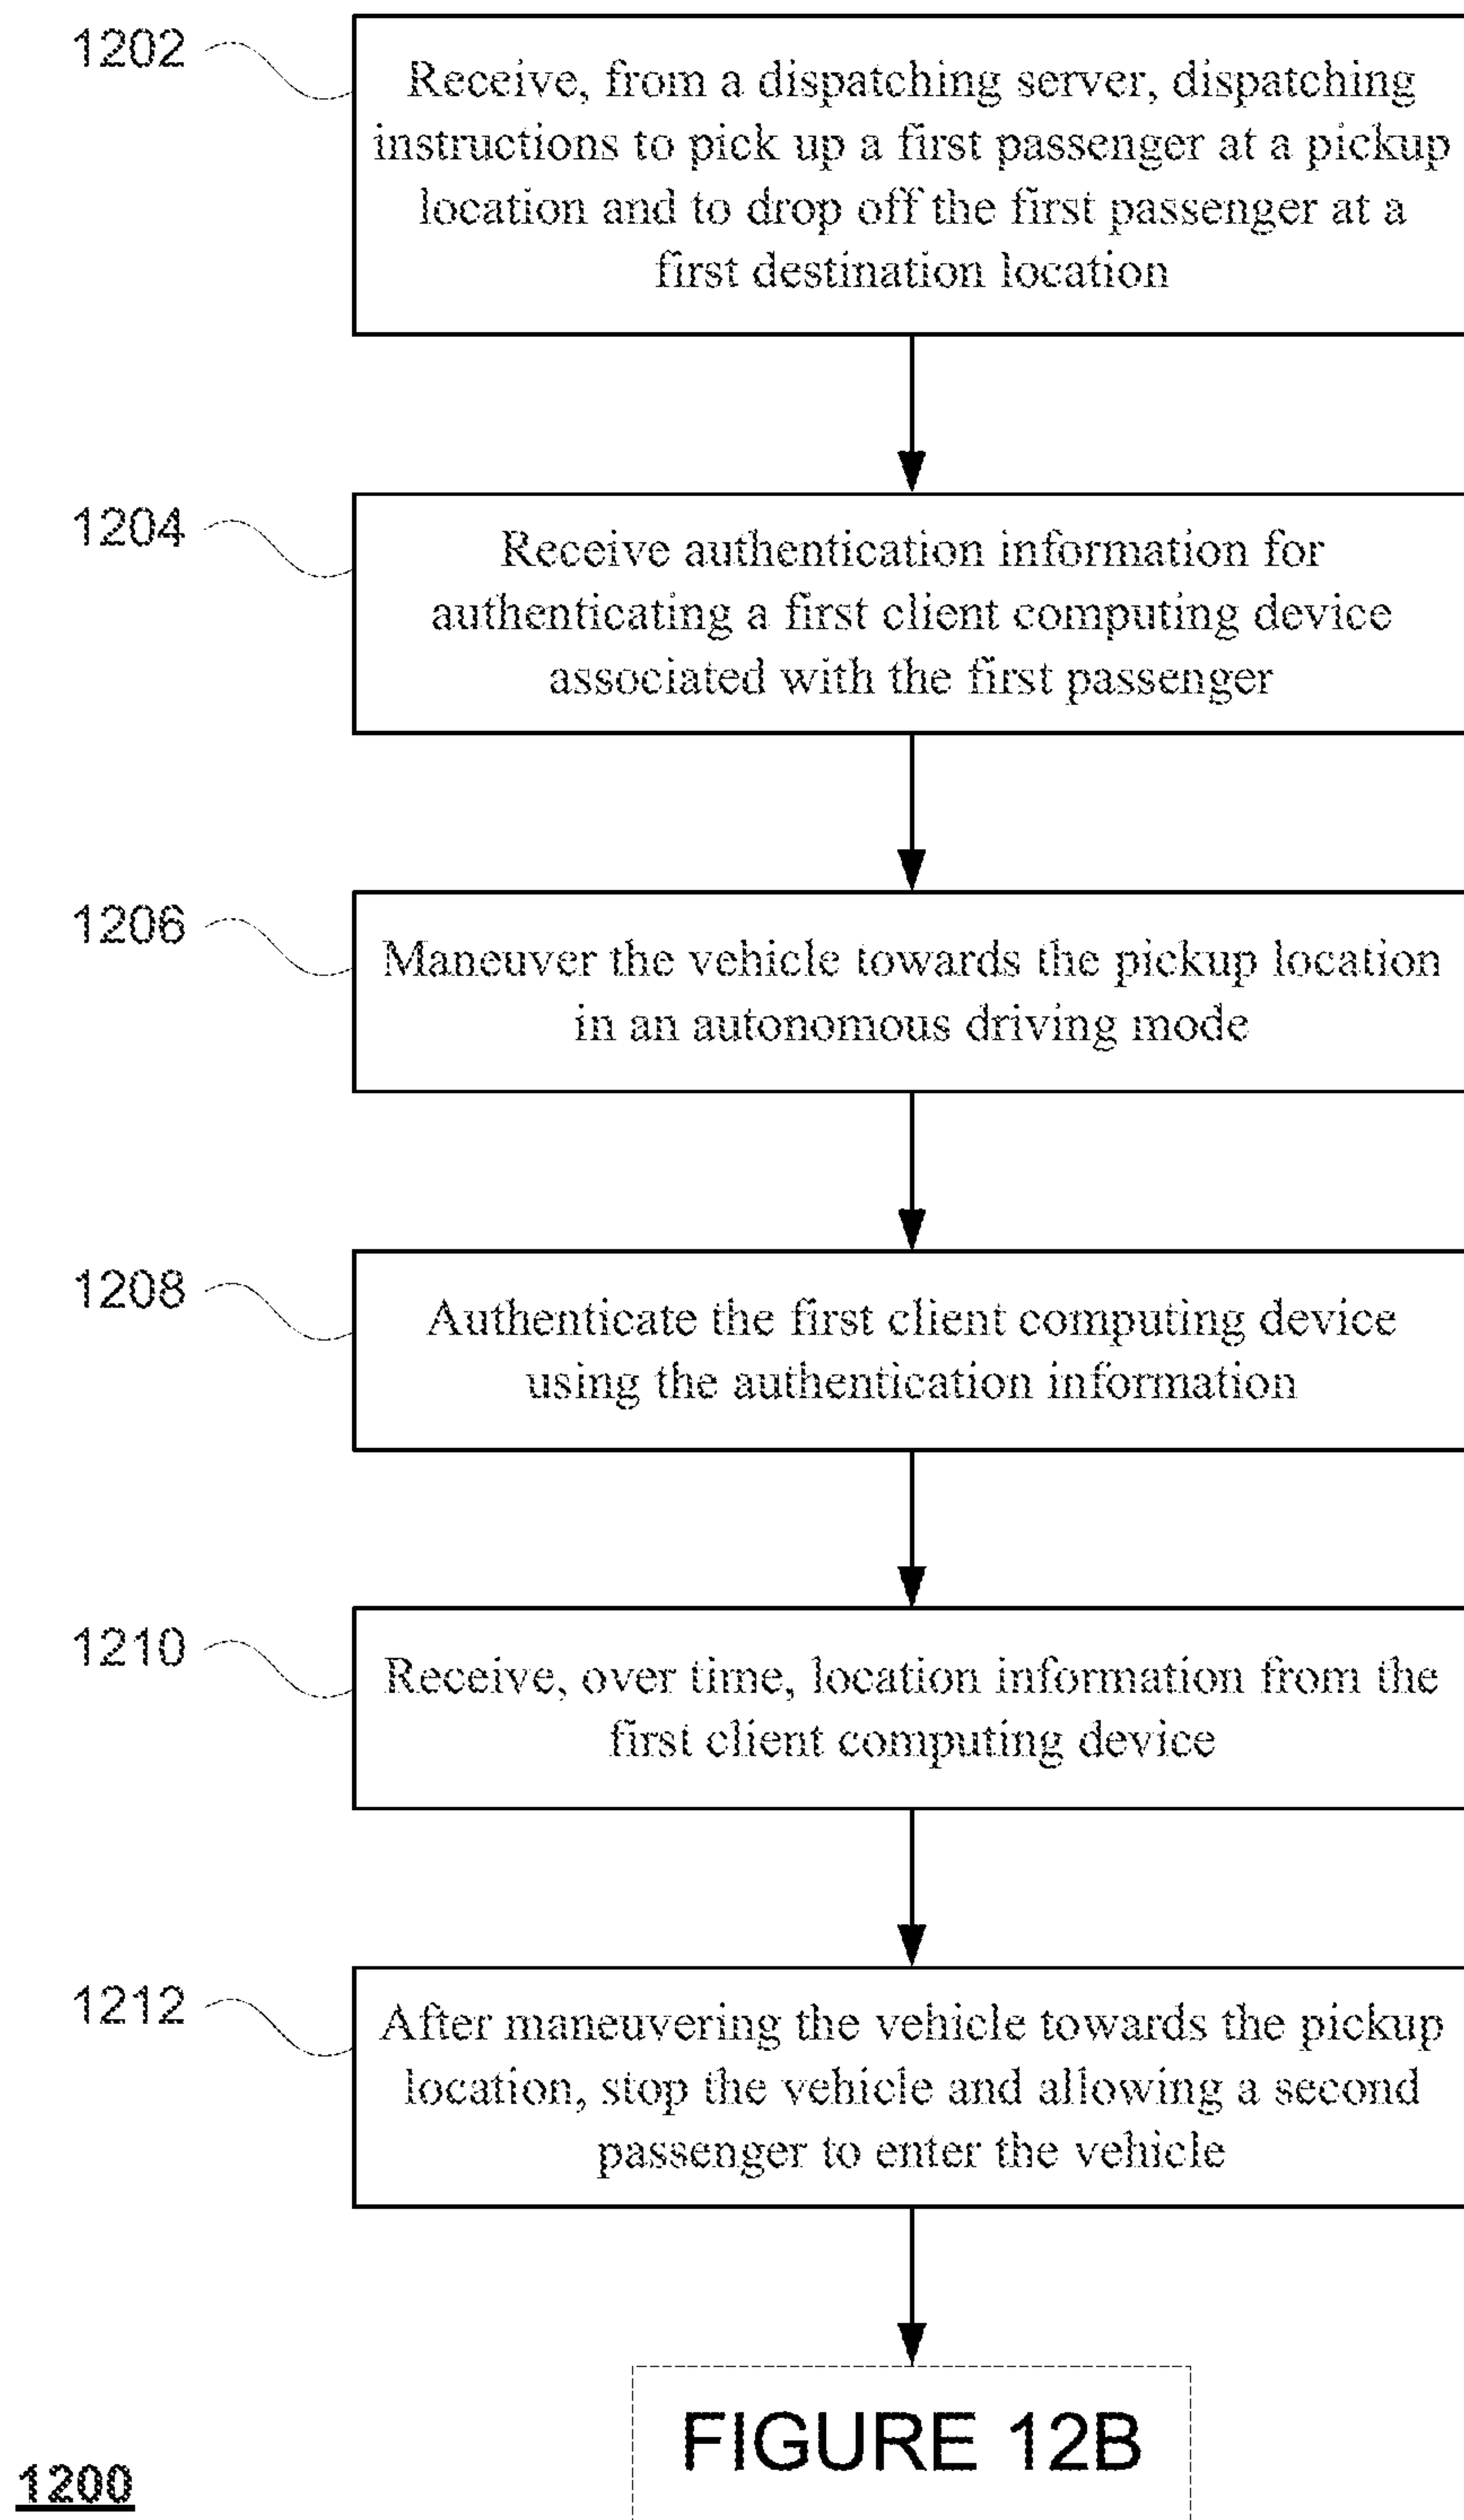 1202
Receive, from a dispatching server, dispatching
instructions to pick up a first passenger at a pickup
location and to drop off the first passenger at a
first destination location
1204
Receive authentication information for
authenticating a first client computing device
associated with the first passenger
1206
Maneuver the vehicle towards the pickup location
in an autonomous driving mode
1208
Authenticate the first client computing device
using the authentication information
1210
Receive, over time, location information from the
first client computing device
1212
After maneuvering the vehicle towards the pickup
location, stop the vehicle and allowing a second
passenger to enter the vehicle
FIGURE 12B
1200